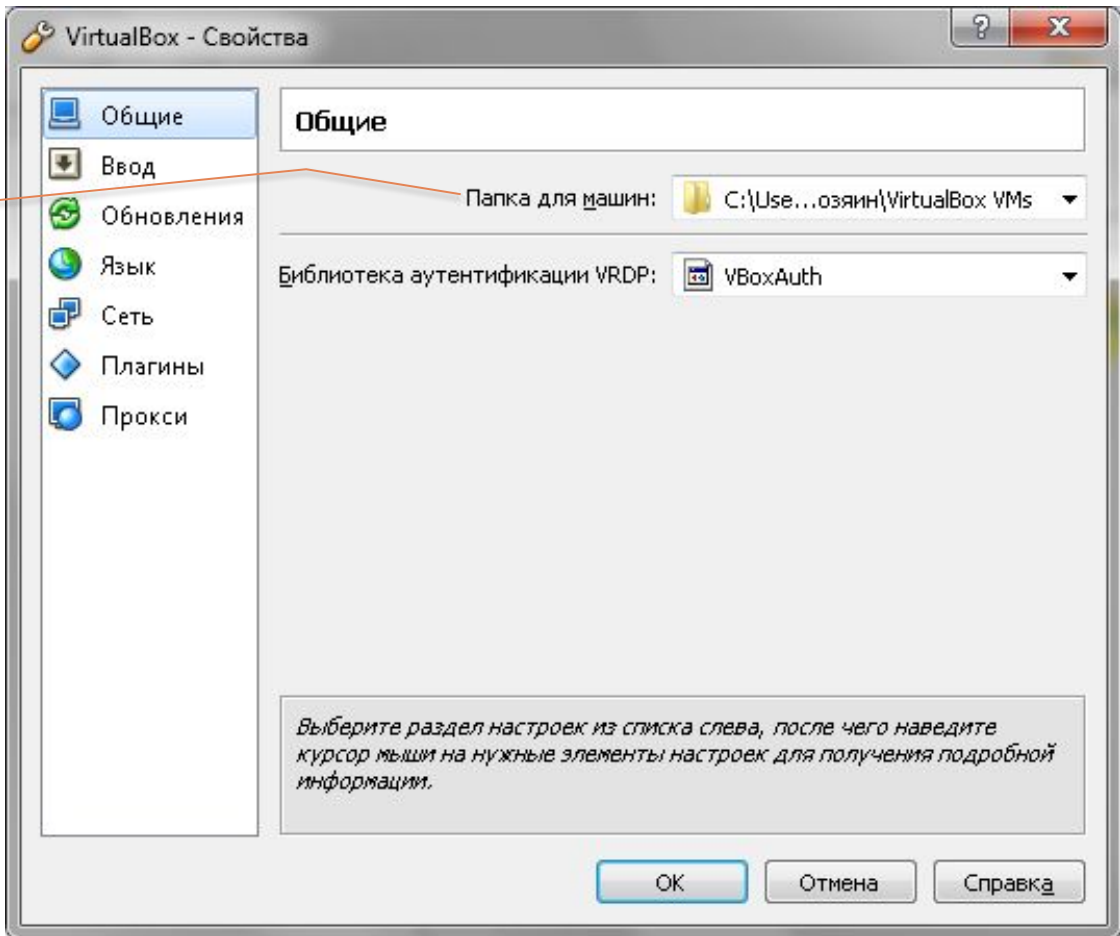 VirtualBox - Свойства
Общие
Ввод
Обновления
Язык
Сеть
Плагины
Прокси
Общие
Папка для машин: C:\Use...озяин\VirtualBox VMs
Библиотека аутентификации VRDP: VBoxAuth
Выберите раздел настроек из списка слева, после чего наведите
курсор мыши на нужные элементы настроек для получения подробной
информации.
OK Отмена Справка